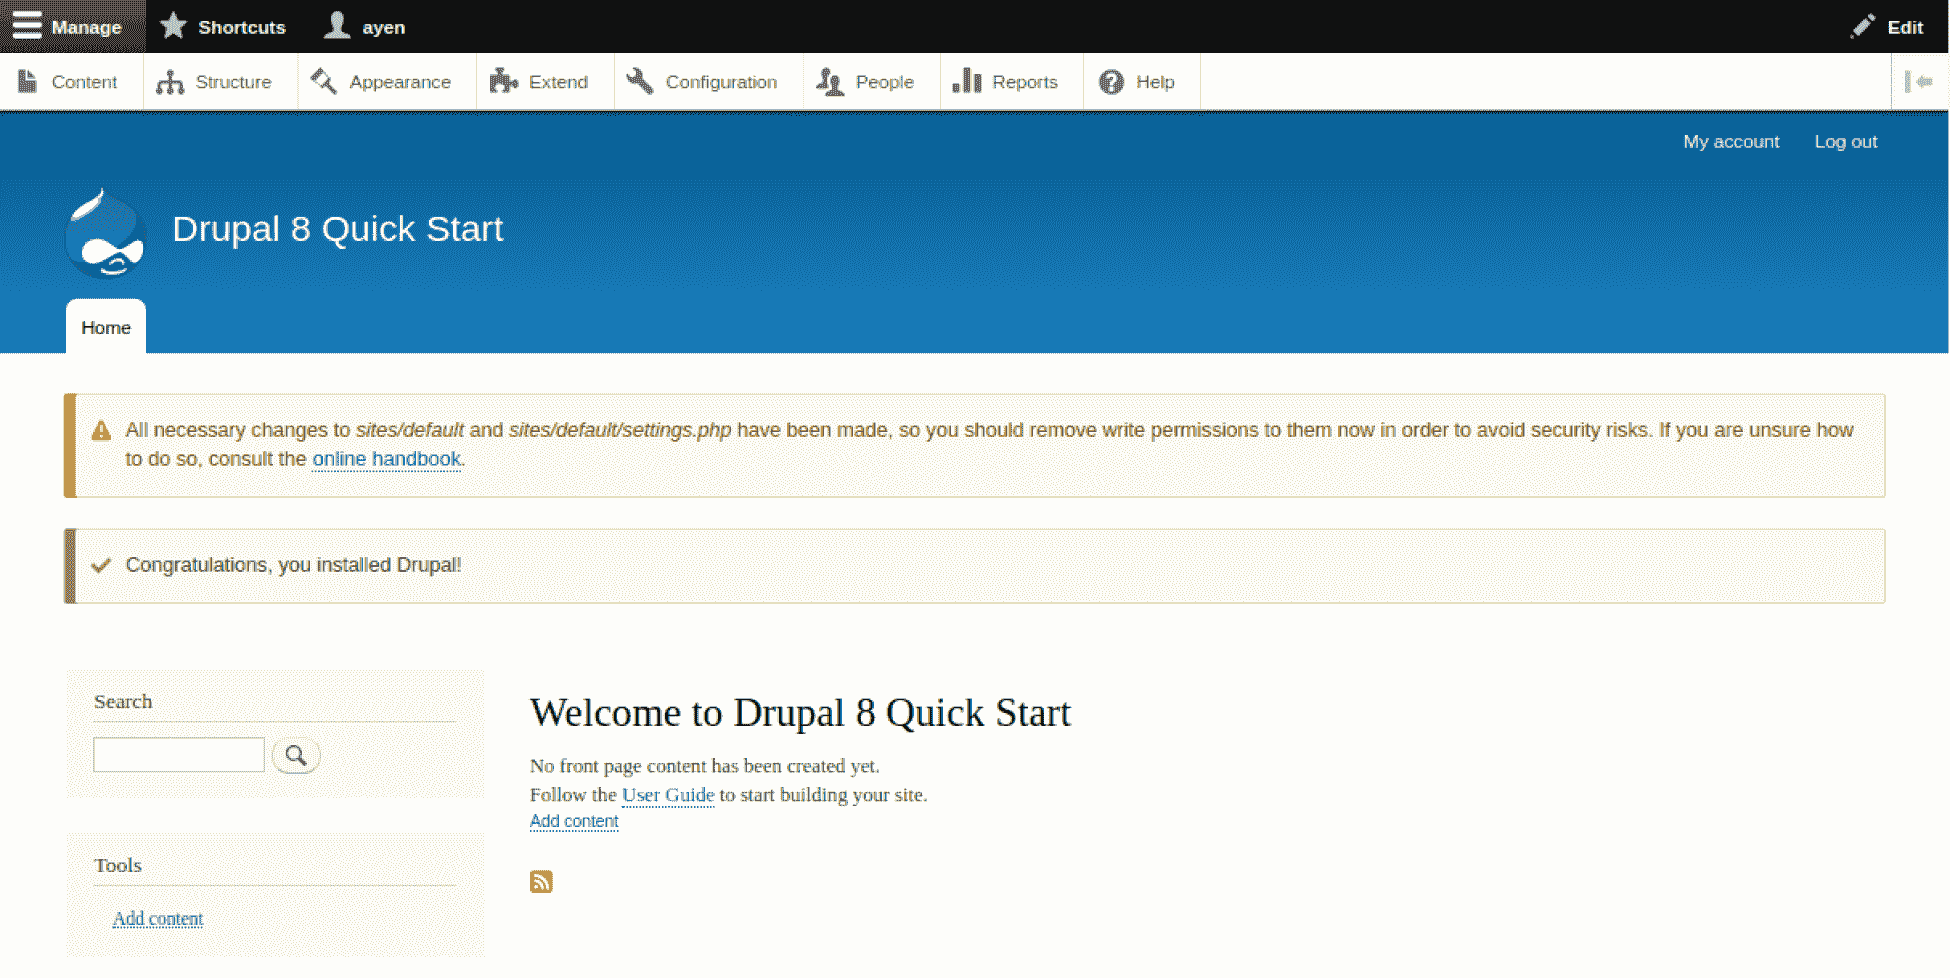 Manage Shortcuts ayen Edit
Content Structure Appearance Extend Configuration People Reports Help
My account Log out
Drupal 8 Quick Start
Home
All necessary changes to sites/default and sites/default/settings.php have been made, so you should remove write permissions to them now in order to avoid security risks. If you are unsure how
to do so, consult the online handbook.
Congratulations, you installed Drupal!
Search
Welcome to Drupal 8 Quick Start
No front page content has been created yet.
Follow the User Guide to start building your site.
Add content
Tools
Add content